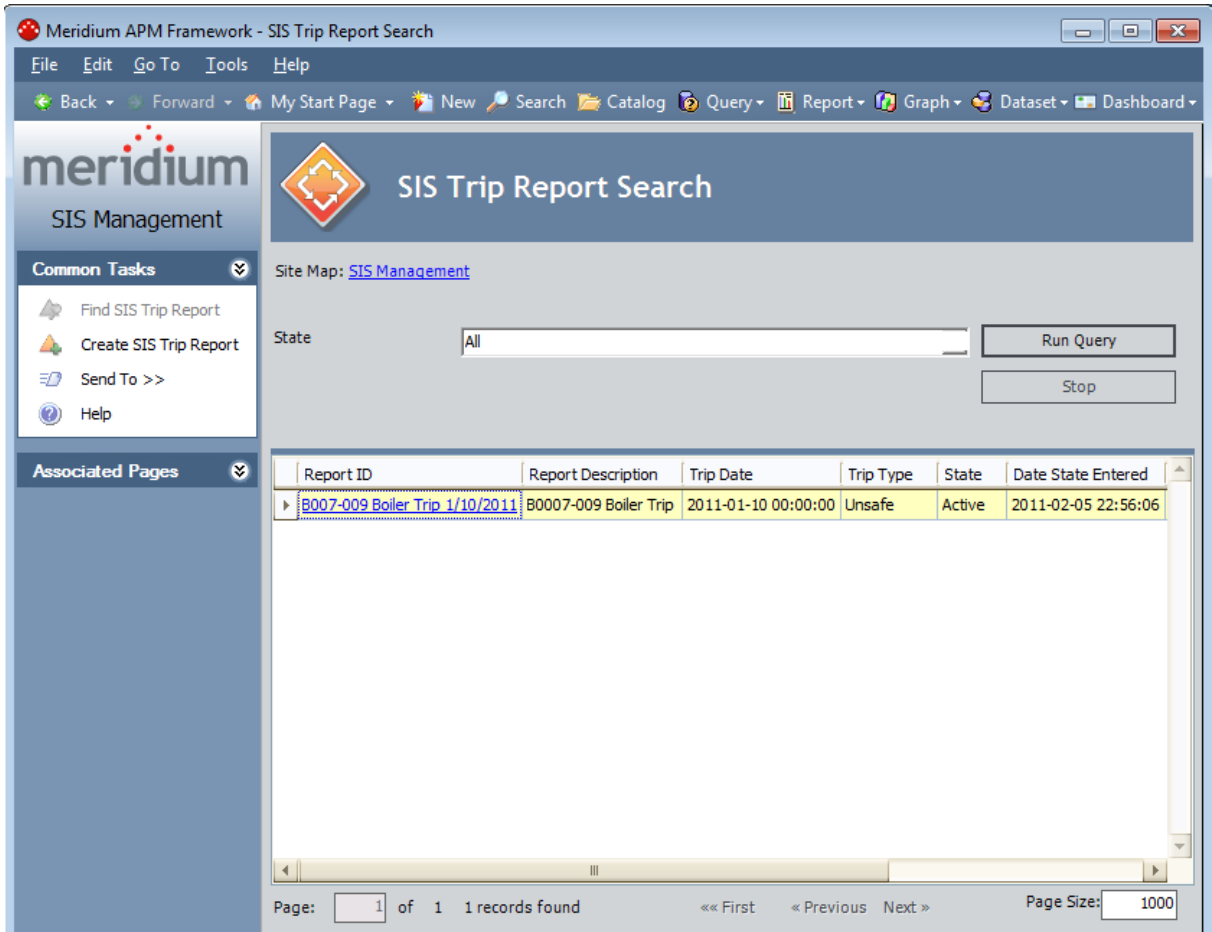 Meridium APM Framework - SIS Trip Report Search
File Edit Go To Tools Help
Back Forward My Start Page New Search Catalog Query Report Graph Dataset Dashboard
meridium
SIS Management
SIS Trip Report Search
Common Tasks
Find SIS Trip Report
Create SIS Trip Report
Send To >>
Help
Associated Pages
Site Map: SIS Management
State All Run Query
Stop
Report ID Report Description Trip Date Trip Type State Date State Entered
B007-009 Boiler Trip 1/10/2011 B0007-009 Boiler Trip 2011-01-10 00:00:00 Unsafe Active 2011-02-05 22:56:06
Page: 1 of 1 1 records found «« First « Previous Next » Page Size: 1000